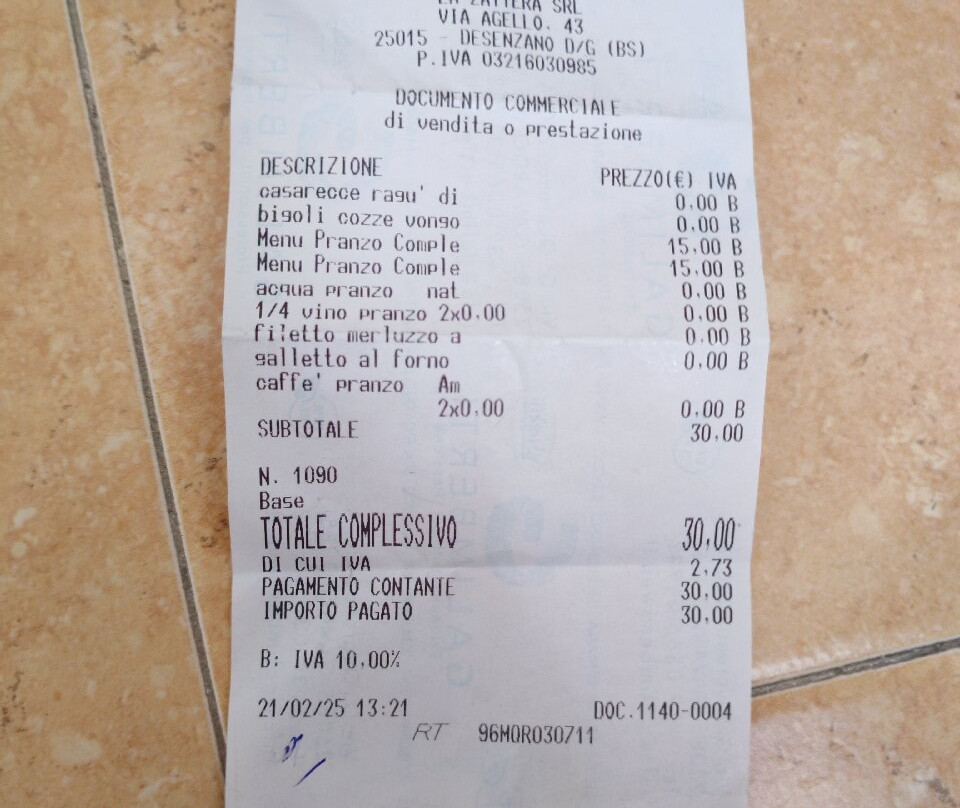 LA ZATTERA SRL
VIA AGELLO. 43
25015 - DESENZANO D/G (BS)
P.IVA 03216030985
DOCUMENTO COMMERCIALE
di vendita o prestazione
DESCRIZIONE PREZZO(€) IVA
casarecce ragu' di 0,00 B
bigoli cozze vongo 0,00 B
Menu Pranzo Comple 15,00 B
Menu Pranzo Comple 15,00 B
acqua pranzo nat 0,00 B
1/4 vino pranzo 2x0,00 0,00 B
filetto merluzzo a 0,00 B
galletto al forno 0,00 B
caffe' pranzo Am
2x0,00 0,00 B
SUBTOTALE 30,00
N. 1090
Base
TOTALE COMPLESSIVO 30,00
DI CUI IVA 2,73
PAGAMENTO CONTANTE 30,00
IMPORTO PAGATO 30,00
B: IVA 10,00%
21/02/25 13:21 DOC.1140-0004
RT 96MOR030711